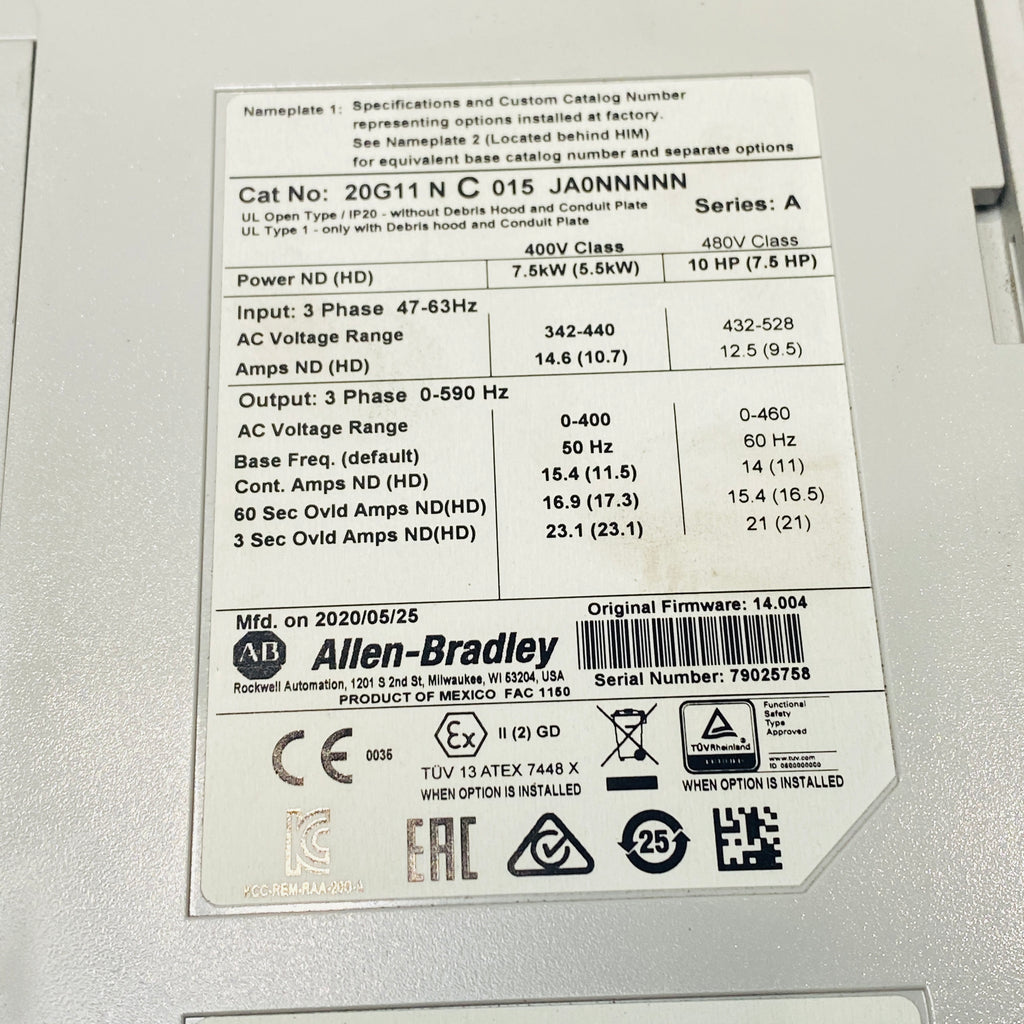 Nameplate 1: Specifications and Custom Catalog Number
representing options installed at factory.
See Nameplate 2 (Located behind HIM)
for equivalent base catalog number and separate options
Cat No: 20G11 N C 015 JA0NNNNN
UL Open Type / IP20 - without Debris Hood and Conduit Plate
UL Type 1 - only with Debris hood and Conduit Plate
Series: A
400V Class 480V Class
Power ND (HD) 7.5kW (5.5kW) 10 HP (7.5 HP)
Input: 3 Phase 47-63Hz
AC Voltage Range 342-440 432-528
Amps ND (HD) 14.6 (10.7) 12.5 (9.5)
Output: 3 Phase 0-590 Hz
AC Voltage Range 0-400 0-460
Base Freq. (default) 50 Hz 60 Hz
Cont. Amps ND (HD) 15.4 (11.5) 14 (11)
60 Sec Ovld Amps ND(HD) 16.9 (17.3) 15.4 (16.5)
3 Sec Ovld Amps ND(HD) 23.1 (23.1) 21 (21)
Mfd. on 2020/05/25 Original Firmware: 14.004
AB Allen-Bradley
Rockwell Automation, 1201 S 2nd St, Milwaukee, WI 53204, USA
PRODUCT OF MEXICO FAC 1150
Serial Number: 79025758
CE 0035
Ex II (2) GD
TÜV 13 ATEX 7448 X
WHEN OPTION IS INSTALLED
TÜVRheinland
Functional
Safety
Type
Approved
www.tuv.com
ID 0600000000
WHEN OPTION IS INSTALLED
KC
KCC-REM-RAA-20G-A
EAC
25